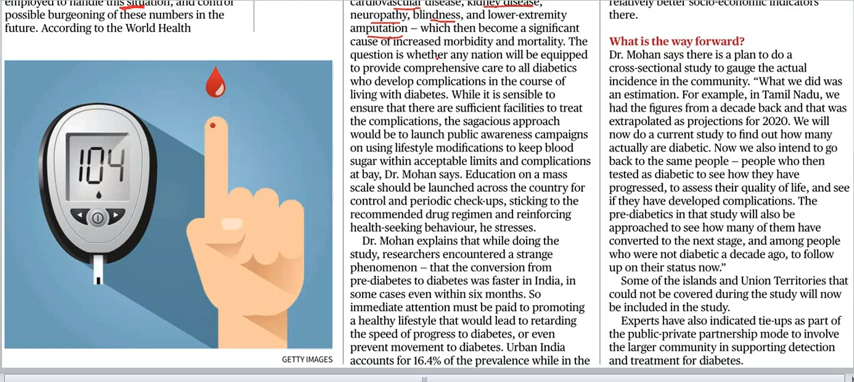 employed to handle this situation, and control
possible burgeoning of these numbers in the
future. According to the World Health
104
GETTY IMAGES
cardiovascular disease, kidney disease,
neuropathy, blindness, and lower-extremity
amputation — which then become a significant
cause of increased morbidity and mortality. The
question is whether any nation will be equipped
to provide comprehensive care to all diabetics
who develop complications in the course of
living with diabetes. While it is sensible to
ensure that there are sufficient facilities to treat
the complications, the sagacious approach
would be to launch public awareness campaigns
on using lifestyle modifications to keep blood
sugar within acceptable limits and complications
at bay, Dr. Mohan says. Education on a mass
scale should be launched across the country for
control and periodic check-ups, sticking to the
recommended drug regimen and reinforcing
health-seeking behaviour, he stresses.
Dr. Mohan explains that while doing the
study, researchers encountered a strange
phenomenon — that the conversion from
pre-diabetes to diabetes was faster in India, in
some cases even within six months. So
immediate attention must be paid to promoting
a healthy lifestyle that would lead to retarding
the speed of progress to diabetes, or even
prevent movement to diabetes. Urban India
accounts for 16.4% of the prevalence while in the
relatively better socio-economic indicators
there.
What is the way forward?
Dr. Mohan says there is a plan to do a
cross-sectional study to gauge the actual
incidence in the community. “What we did was
an estimation. For example, in Tamil Nadu, we
had the figures from a decade back and that was
extrapolated as projections for 2020. We will
now do a current study to find out how many
actually are diabetic. Now we also intend to go
back to the same people — people who then
tested as diabetic to see how they have
progressed, to assess their quality of life, and see
if they have developed complications. The
pre-diabetics in that study will also be
approached to see how many of them have
converted to the next stage, and among people
who were not diabetic a decade ago, to follow
up on their status now.”
Some of the islands and Union Territories that
could not be covered during the study will now
be included in the study.
Experts have also indicated tie-ups as part of
the public-private partnership mode to involve
the larger community in supporting detection
and treatment for diabetes.